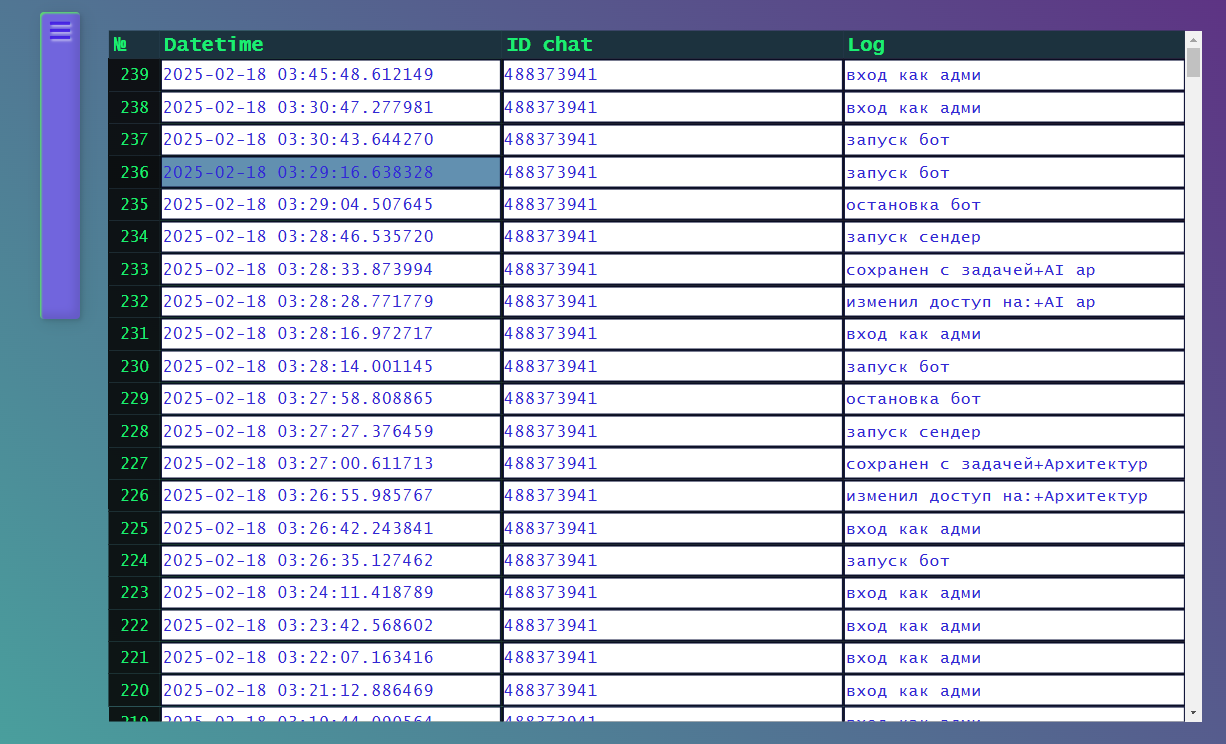 № Datetime ID chat Log
239 2025-02-18 03:45:48.612149 488373941 вход как адми
238 2025-02-18 03:30:47.277981 488373941 вход как адми
237 2025-02-18 03:30:43.644270 488373941 запуск бот
236 2025-02-18 03:29:16.638328 488373941 запуск бот
235 2025-02-18 03:29:04.507645 488373941 остановка бот
234 2025-02-18 03:28:46.535720 488373941 запуск сендер
233 2025-02-18 03:28:33.873994 488373941 сохранен с задачей+AI ар
232 2025-02-18 03:28:28.771779 488373941 изменил доступ на:+AI ар
231 2025-02-18 03:28:16.972717 488373941 вход как адми
230 2025-02-18 03:28:14.001145 488373941 запуск бот
229 2025-02-18 03:27:58.808865 488373941 остановка бот
228 2025-02-18 03:27:27.376459 488373941 запуск сендер
227 2025-02-18 03:27:00.611713 488373941 сохранен с задачей+Архитектур
226 2025-02-18 03:26:55.985767 488373941 изменил доступ на:+Архитектур
225 2025-02-18 03:26:42.243841 488373941 вход как адми
224 2025-02-18 03:26:35.127462 488373941 запуск бот
223 2025-02-18 03:24:11.418789 488373941 вход как адми
222 2025-02-18 03:23:42.568602 488373941 вход как адми
221 2025-02-18 03:22:07.163416 488373941 вход как адми
220 2025-02-18 03:21:12.886469 488373941 вход как адми